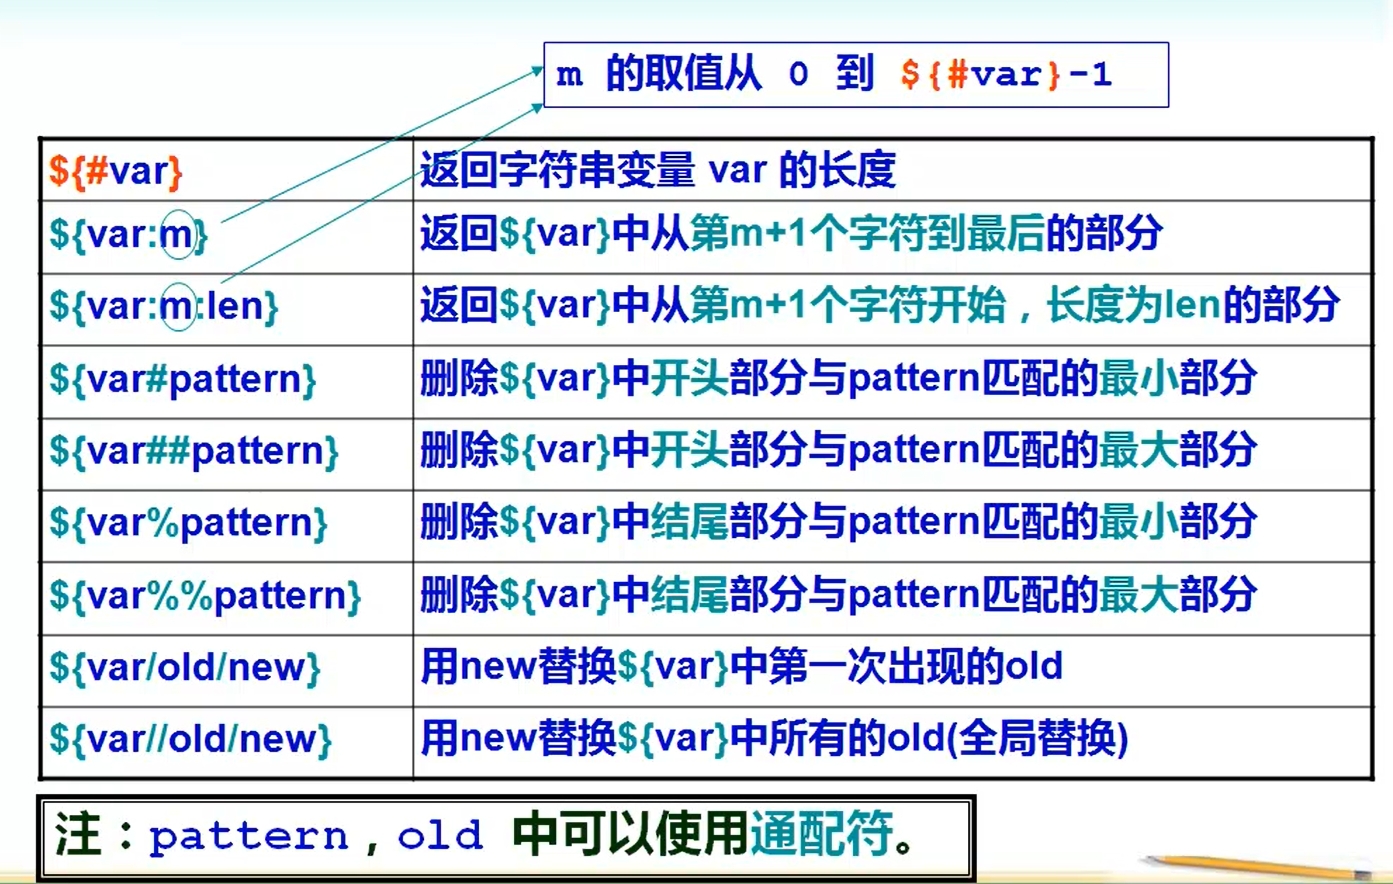 m 的取值从 0 到 ${#var}-1
${#var} 返回字符串变量 var 的长度
${var:m} 返回${var}中从第m+1个字符到最后的部分
${var:m:len} 返回${var}中从第m+1个字符开始，长度为len的部分
${var#pattern} 删除${var}中开头部分与pattern匹配的最小部分
${var##pattern} 删除${var}中开头部分与pattern匹配的最大部分
${var%pattern} 删除${var}中结尾部分与pattern匹配的最小部分
${var%%pattern} 删除${var}中结尾部分与pattern匹配的最大部分
${var/old/new} 用new替换${var}中第一次出现的old
${var//old/new} 用new替换${var}中所有的old(全局替换)
注：pattern，old 中可以使用通配符。